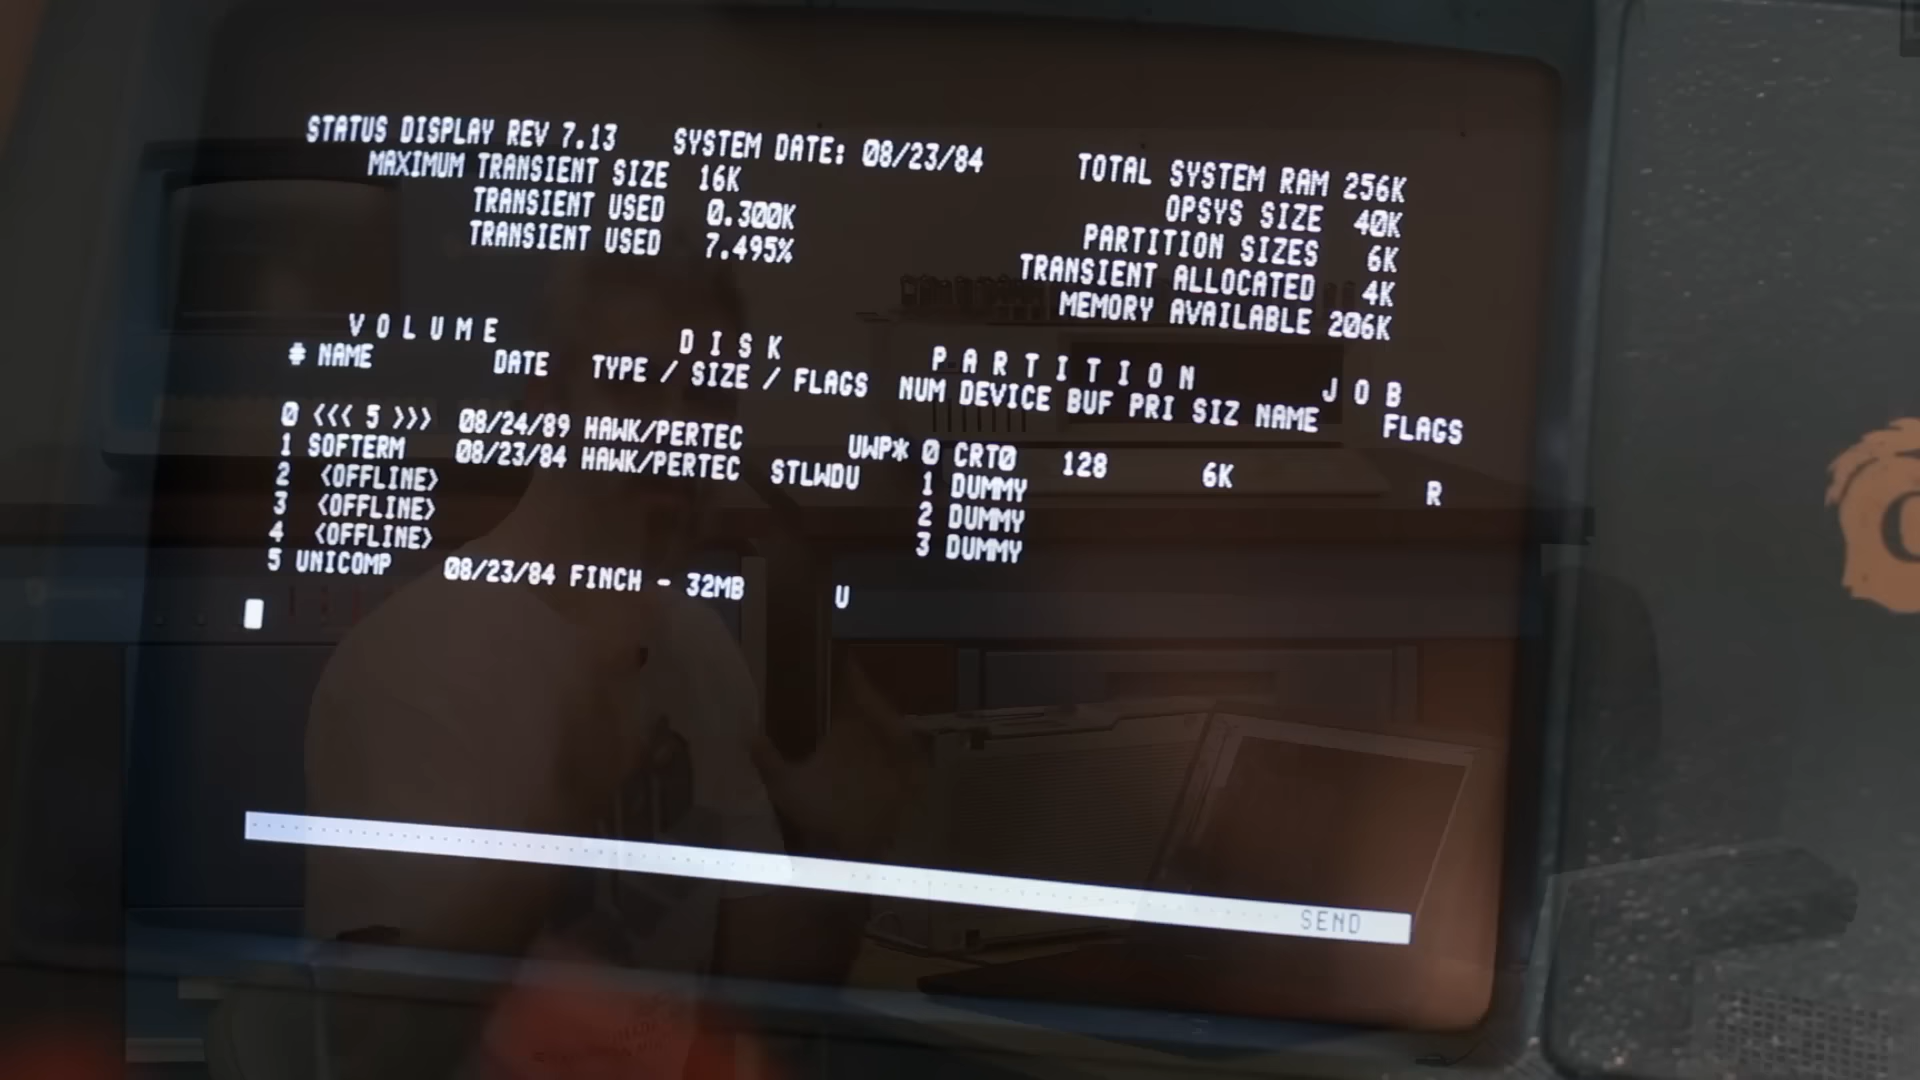 STATUS DISPLAY REV 7.13 SYSTEM DATE: 08/23/84 TOTAL SYSTEM RAM 256K
MAXIMUM TRANSIENT SIZE 16K OPSYS SIZE 40K
TRANSIENT USED 0.300K PARTITION SIZES 6K
TRANSIENT USED 7.495% TRANSIENT ALLOCATED 4K
MEMORY AVAILABLE 206K
V O L U M E D I S K P A R T I T I O N J O B
# NAME DATE TYPE / SIZE / FLAGS NUM DEVICE BUF PRI SIZ NAME FLAGS
0 <<< 5 >>> 08/24/89 HAWK/PERTEC UWP* 0 CRT0 128 6K R
1 SOFTERM 08/23/84 HAWK/PERTEC STLWDU 1 DUMMY
2 <OFFLINE> 2 DUMMY
3 <OFFLINE> 3 DUMMY
4 <OFFLINE>
5 UNICOMP 08/23/84 FINCH - 32MB U
SEND